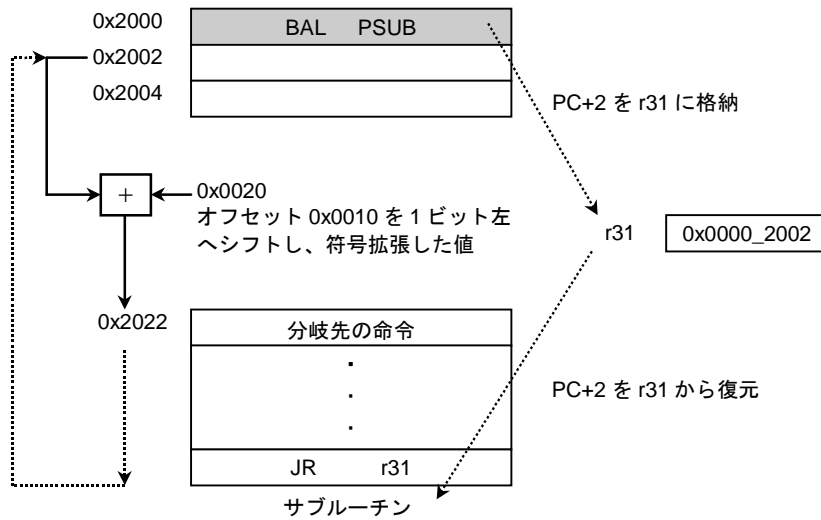 0x2000 BAL PSUB
0x2002
0x2004
PC+2 を r31 に格納
+
0x0020
オフセット 0x0010 を 1 ビット左
へシフトし、符号拡張した値
r31 0x0000_2002
0x2022
分岐先の命令
PC+2 を r31 から復元
JR r31
サブルーチン